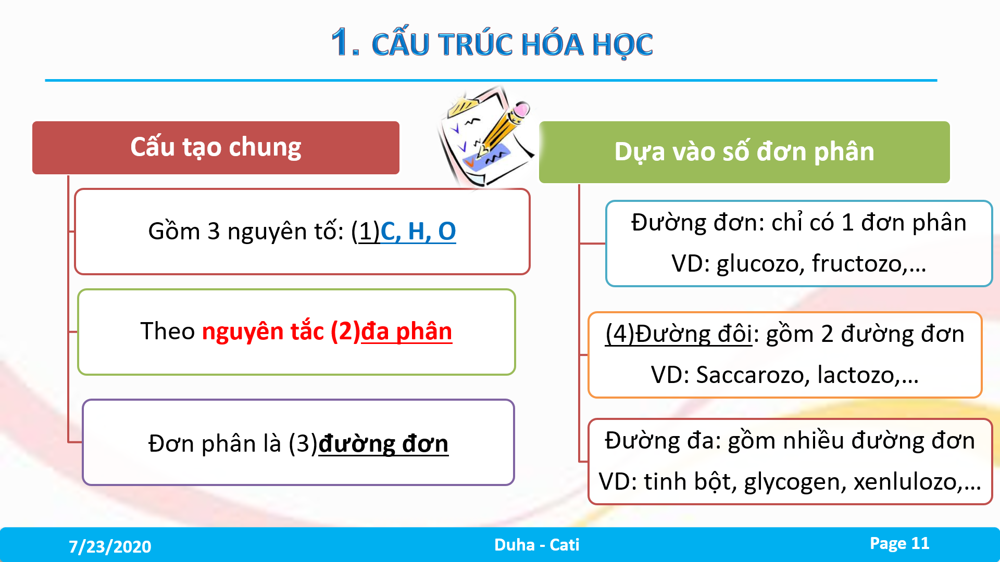 1. CẤU TRÚC HÓA HỌC
Cấu tạo chung
Gồm 3 nguyên tố: (1)C, H, O
Theo nguyên tắc (2)đa phân
Đơn phân là (3)đường đơn
Dựa vào số đơn phân
Đường đơn: chỉ có 1 đơn phân
VD: glucozo, fructozo,...
(4)Đường đôi: gồm 2 đường đơn
VD: Saccarozo, lactozo,...
Đường đa: gồm nhiều đường đơn
VD: tinh bột, glycogen, xenlulozo,...
7/23/2020
Duha - Cati
Page 11